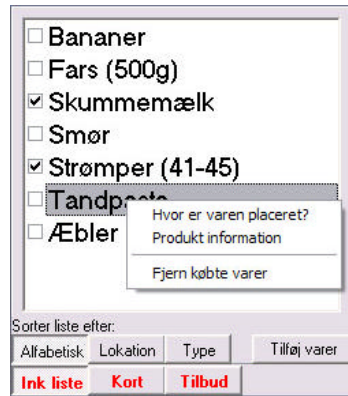 Bananer
Fars (500g)
Skummemælk
Smør
Strømper (41-45)
Tandpasta
Æbler
Hvor er varen placeret?
Produkt information
Fjern købte varer
Sorter liste efter:
Alfabetisk Lokation Type Tilføj varer
Ink liste Kort Tilbud